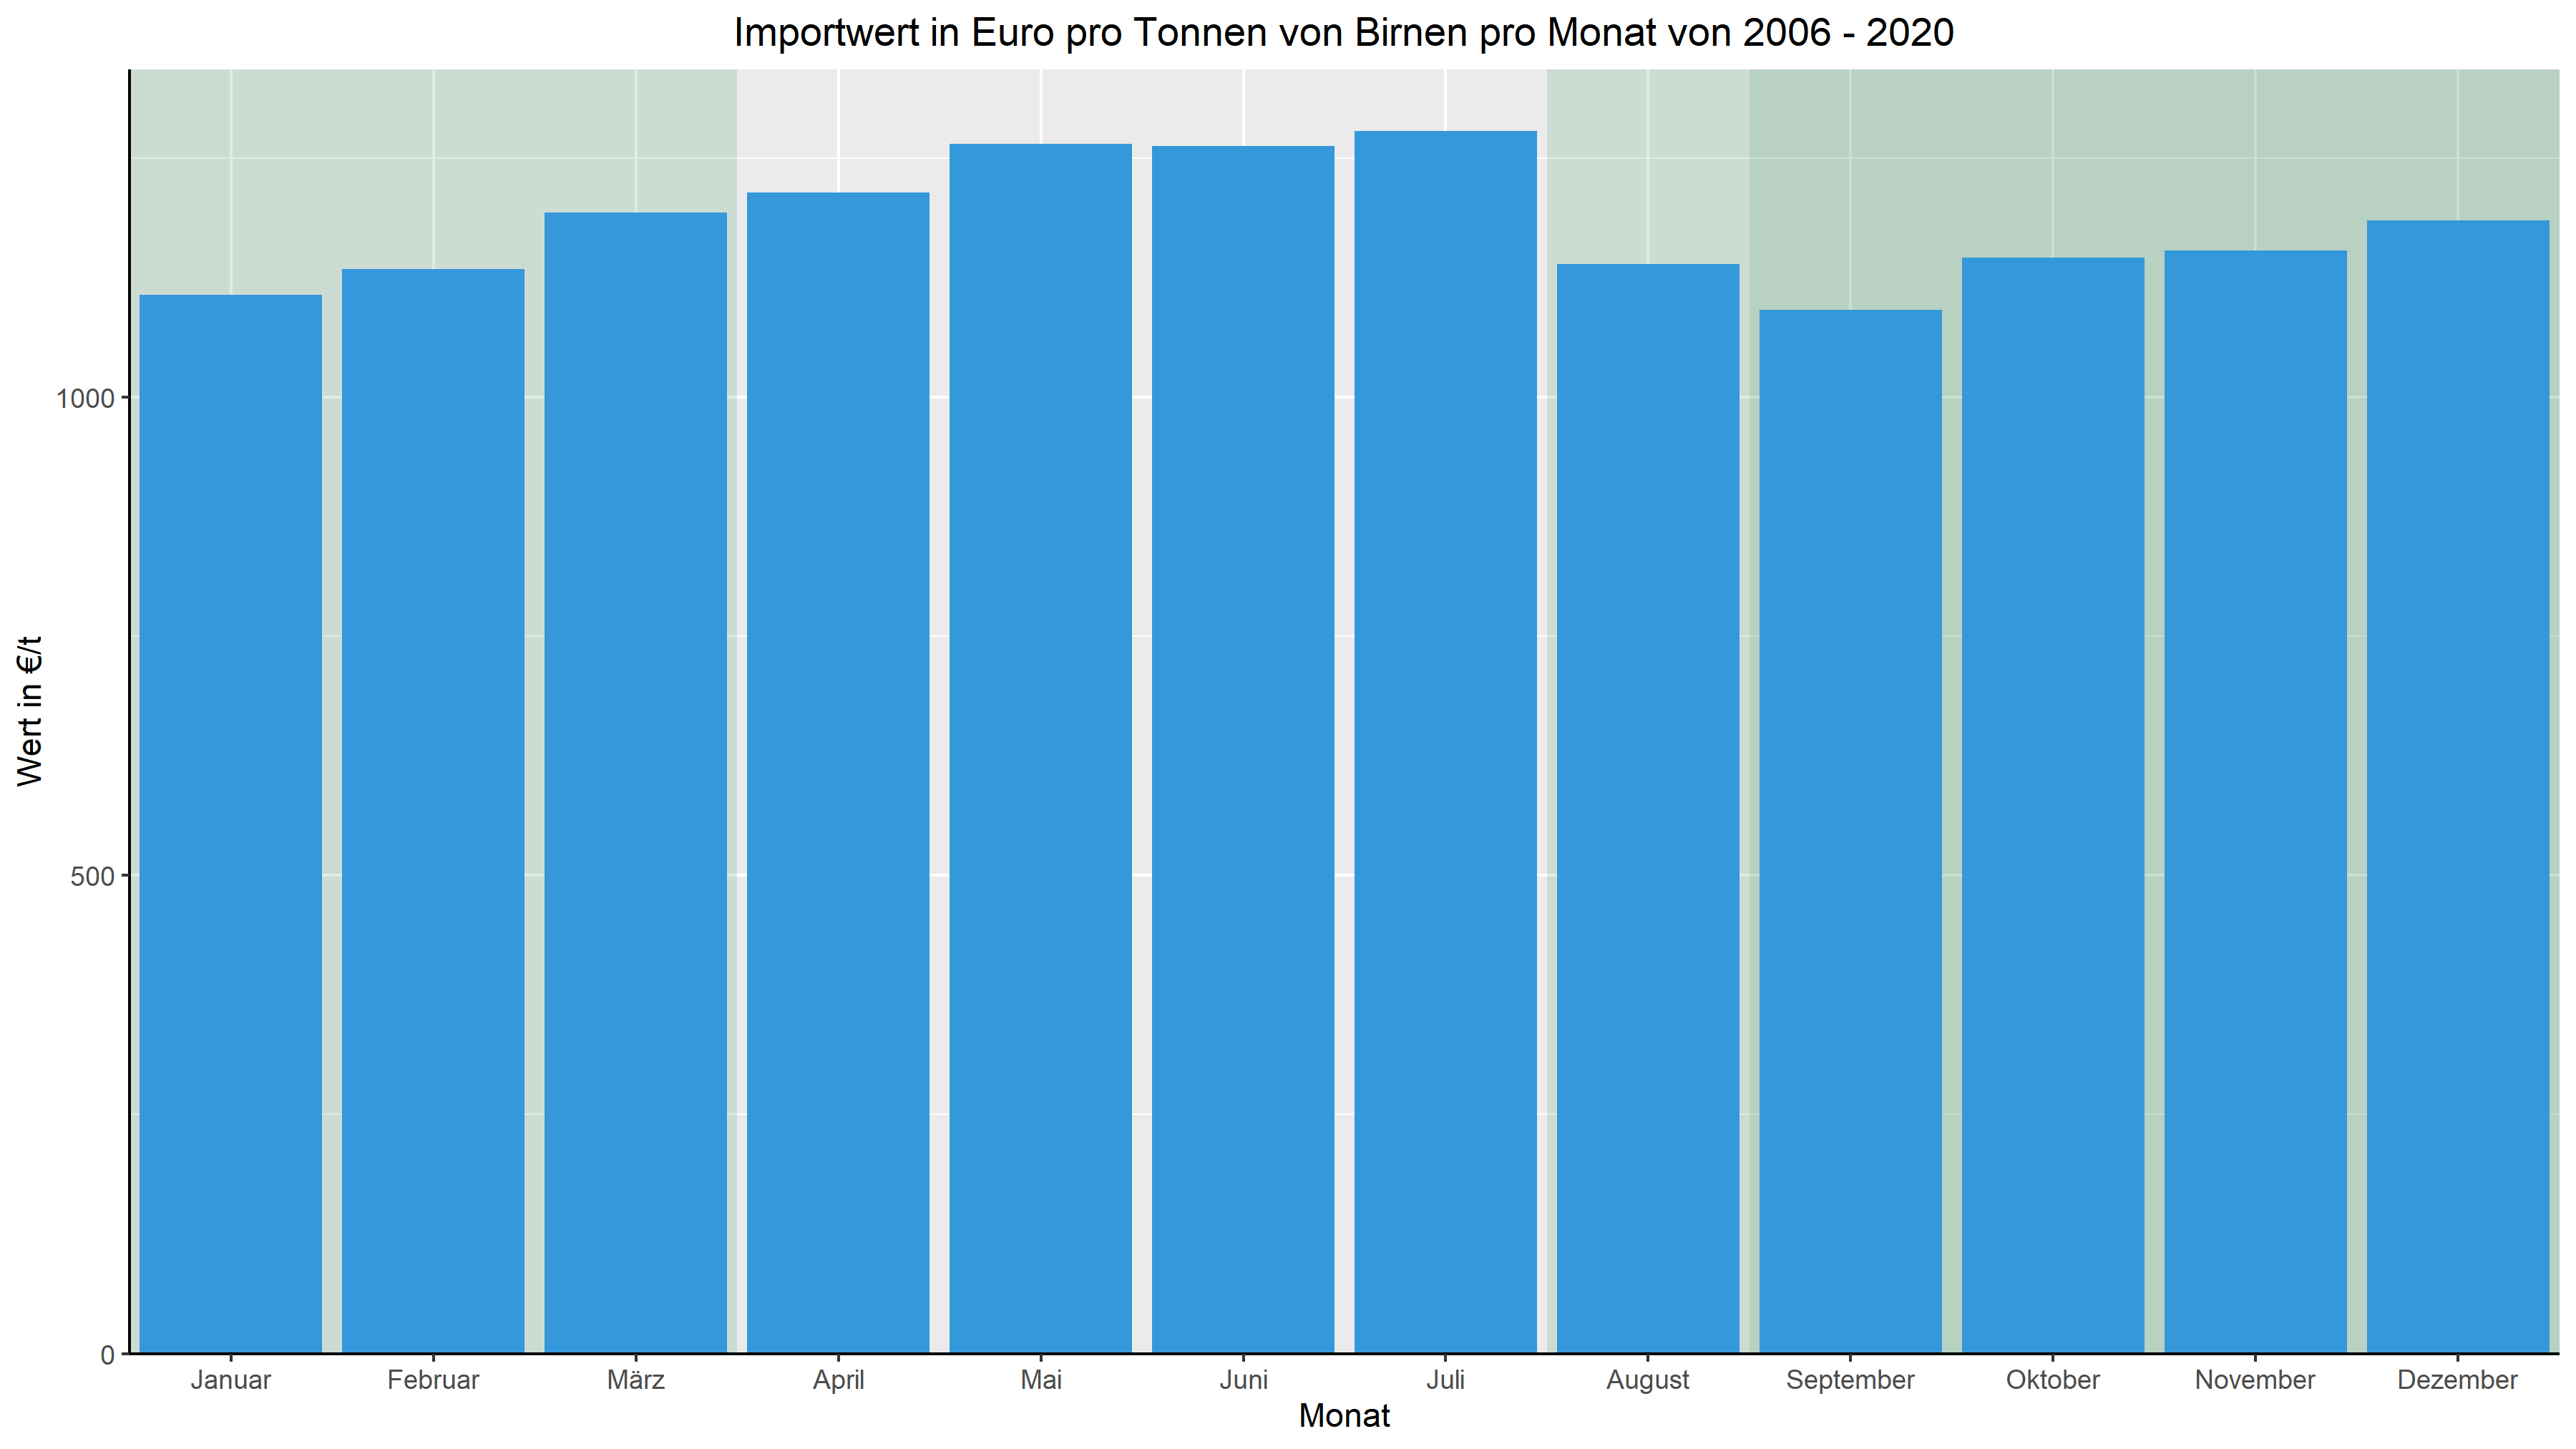 Importwert in Euro pro Tonnen von Birnen pro Monat von 2006 - 2020
Wert in €/t
1000
500
0
Januar Februar März April Mai Juni Juli August September Oktober November Dezember
Monat